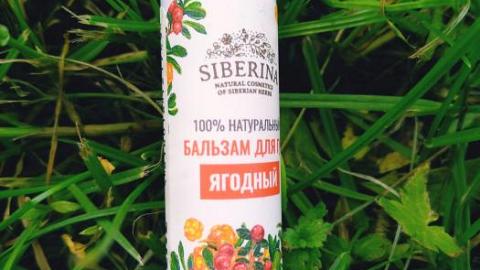 SIBERINA
NATURAL COSMETICS
OF SIBERIAN HERBS
100% НАТУРАЛЬНЫ
БАЛЬЗАМ ДЛЯ
ЯГОДНЫЙ